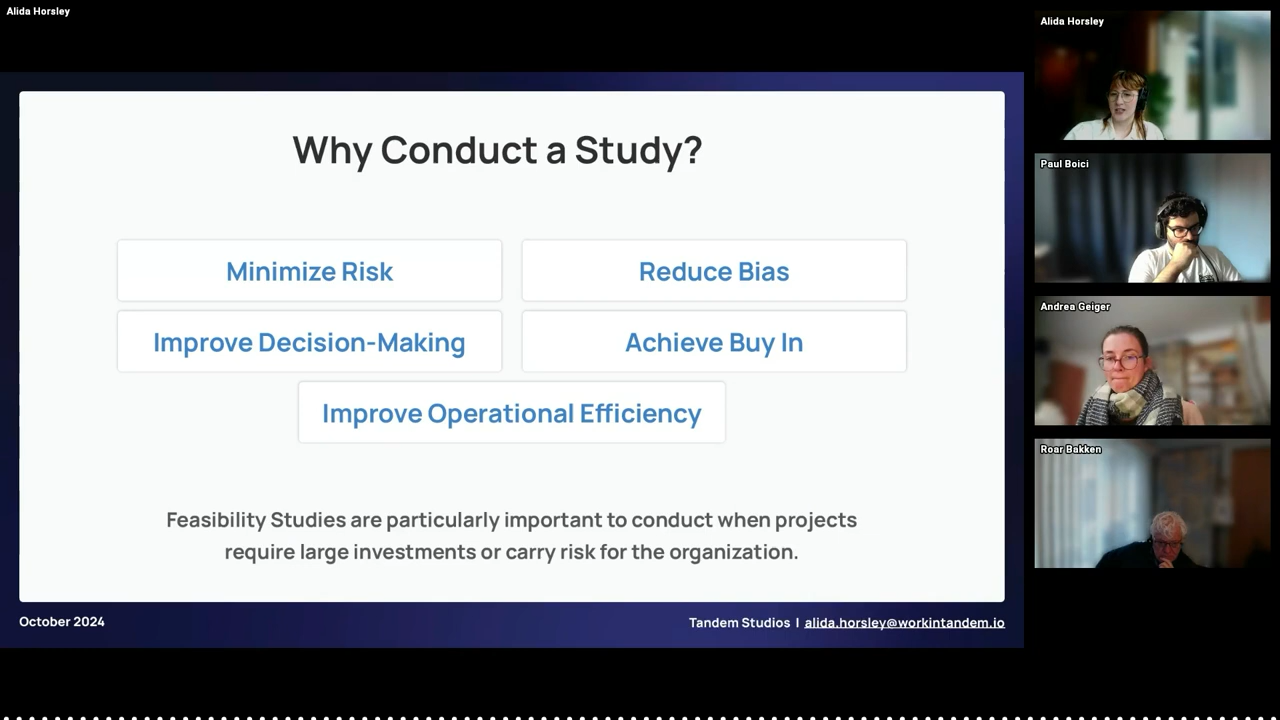 Alida Horsley
Why Conduct a Study?
Minimize Risk
Reduce Bias
Improve Decision-Making
Achieve Buy In
Improve Operational Efficiency
Feasibility Studies are particularly important to conduct when projects
require large investments or carry risk for the organization.
October 2024
Tandem Studios | alida.horsley@workintandem.io
Alida Horsley
Paul Boici
Andrea Geiger
Roar Bakken